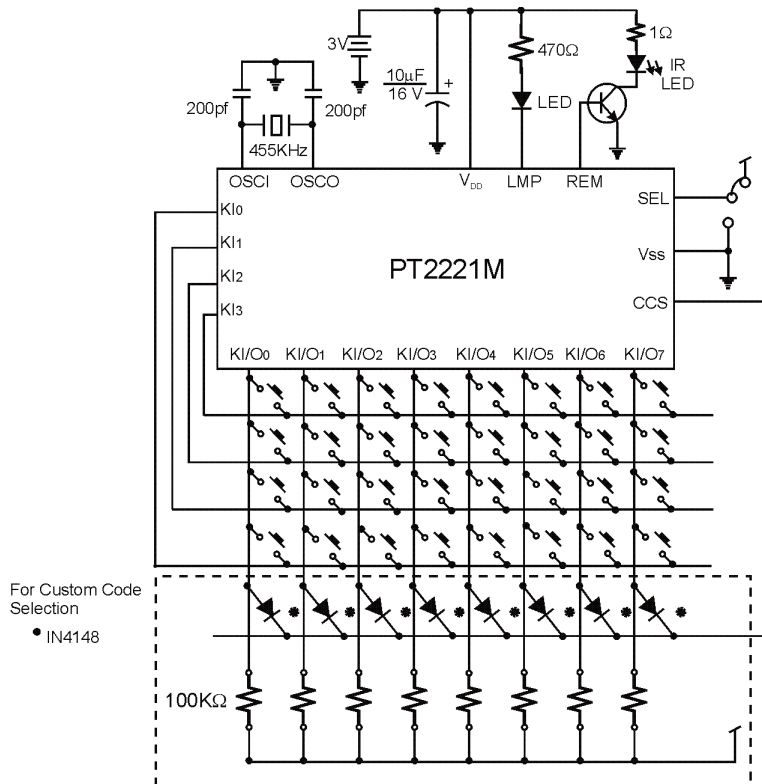 1Ω
3V
470Ω
IR
LED
10µF
16 V
+
LED
200pf
200pf
455KHz
OSCI
OSCO
VDD
LMP
REM
SEL
KI0
KI1
Vss
PT2221M
KI2
CCS
KI3
KI/O0
KI/O1
KI/O2
KI/O3
KI/O4
KI/O5
KI/O6
KI/O7
For Custom Code
Selection
● IN4148
✱ ✱ ✱ ✱ ✱ ✱ ✱ ✱
100KΩ